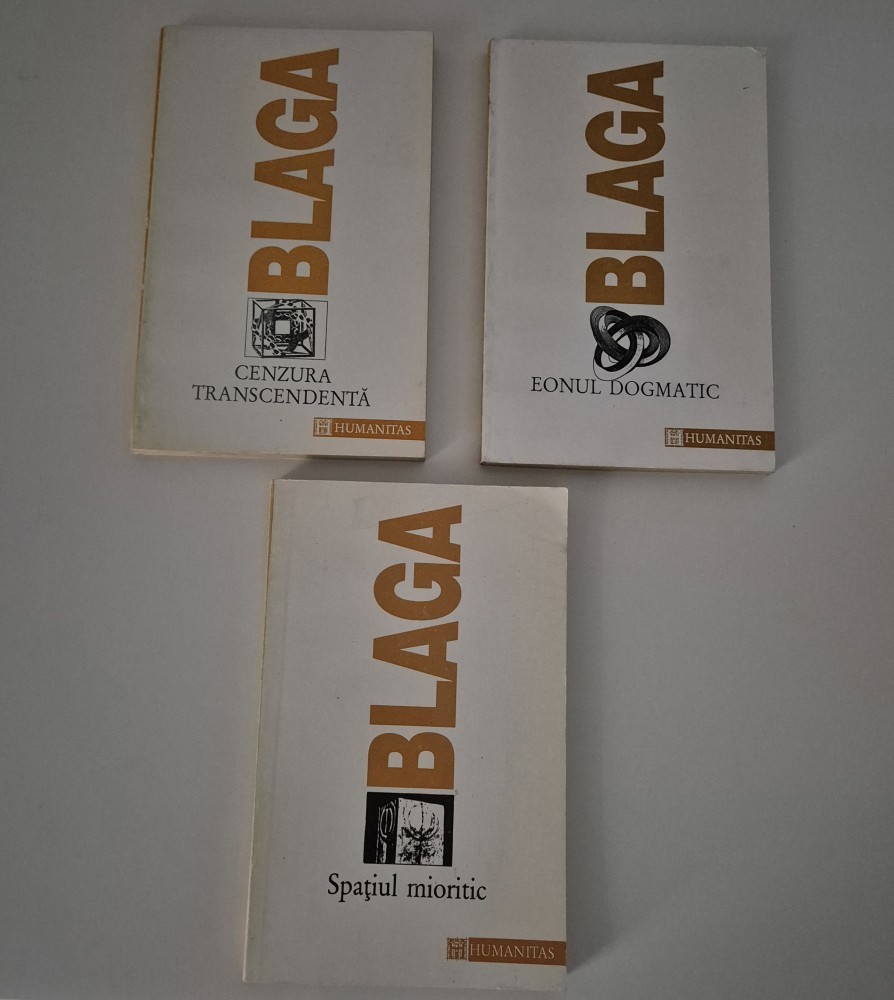 BLAGA
CENZURA
TRANSCENDENTĂ
HUMANITAS
BLAGA
EONUL DOGMATIC
HUMANITAS
BLAGA
Spaţiul mioritic
HUMANITAS